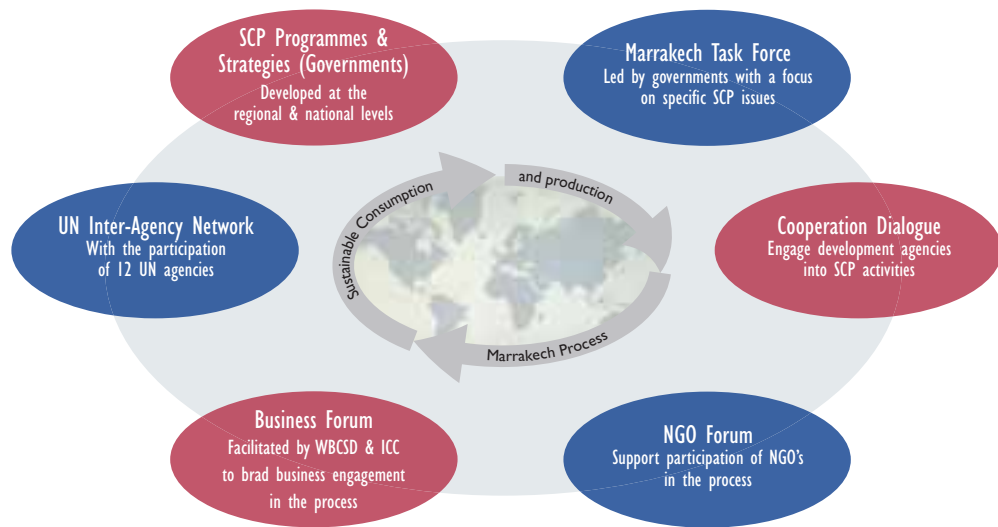 SCP Programmes &
Strategies (Governments)
Developed at the
regional & national levels
Marrakech Task Force
Led by governments with a focus
on specific SCP issues
UN Inter-Agency Network
With the participation
of 12 UN agencies
Sustainable Consumption
and production
Marrakech Process
Cooperation Dialogue
Engage development agencies
into SCP activities
Business Forum
Facilitated by WBCSD & ICC
to brad business engagement
in the process
NGO Forum
Support participation of NGO's
in the process